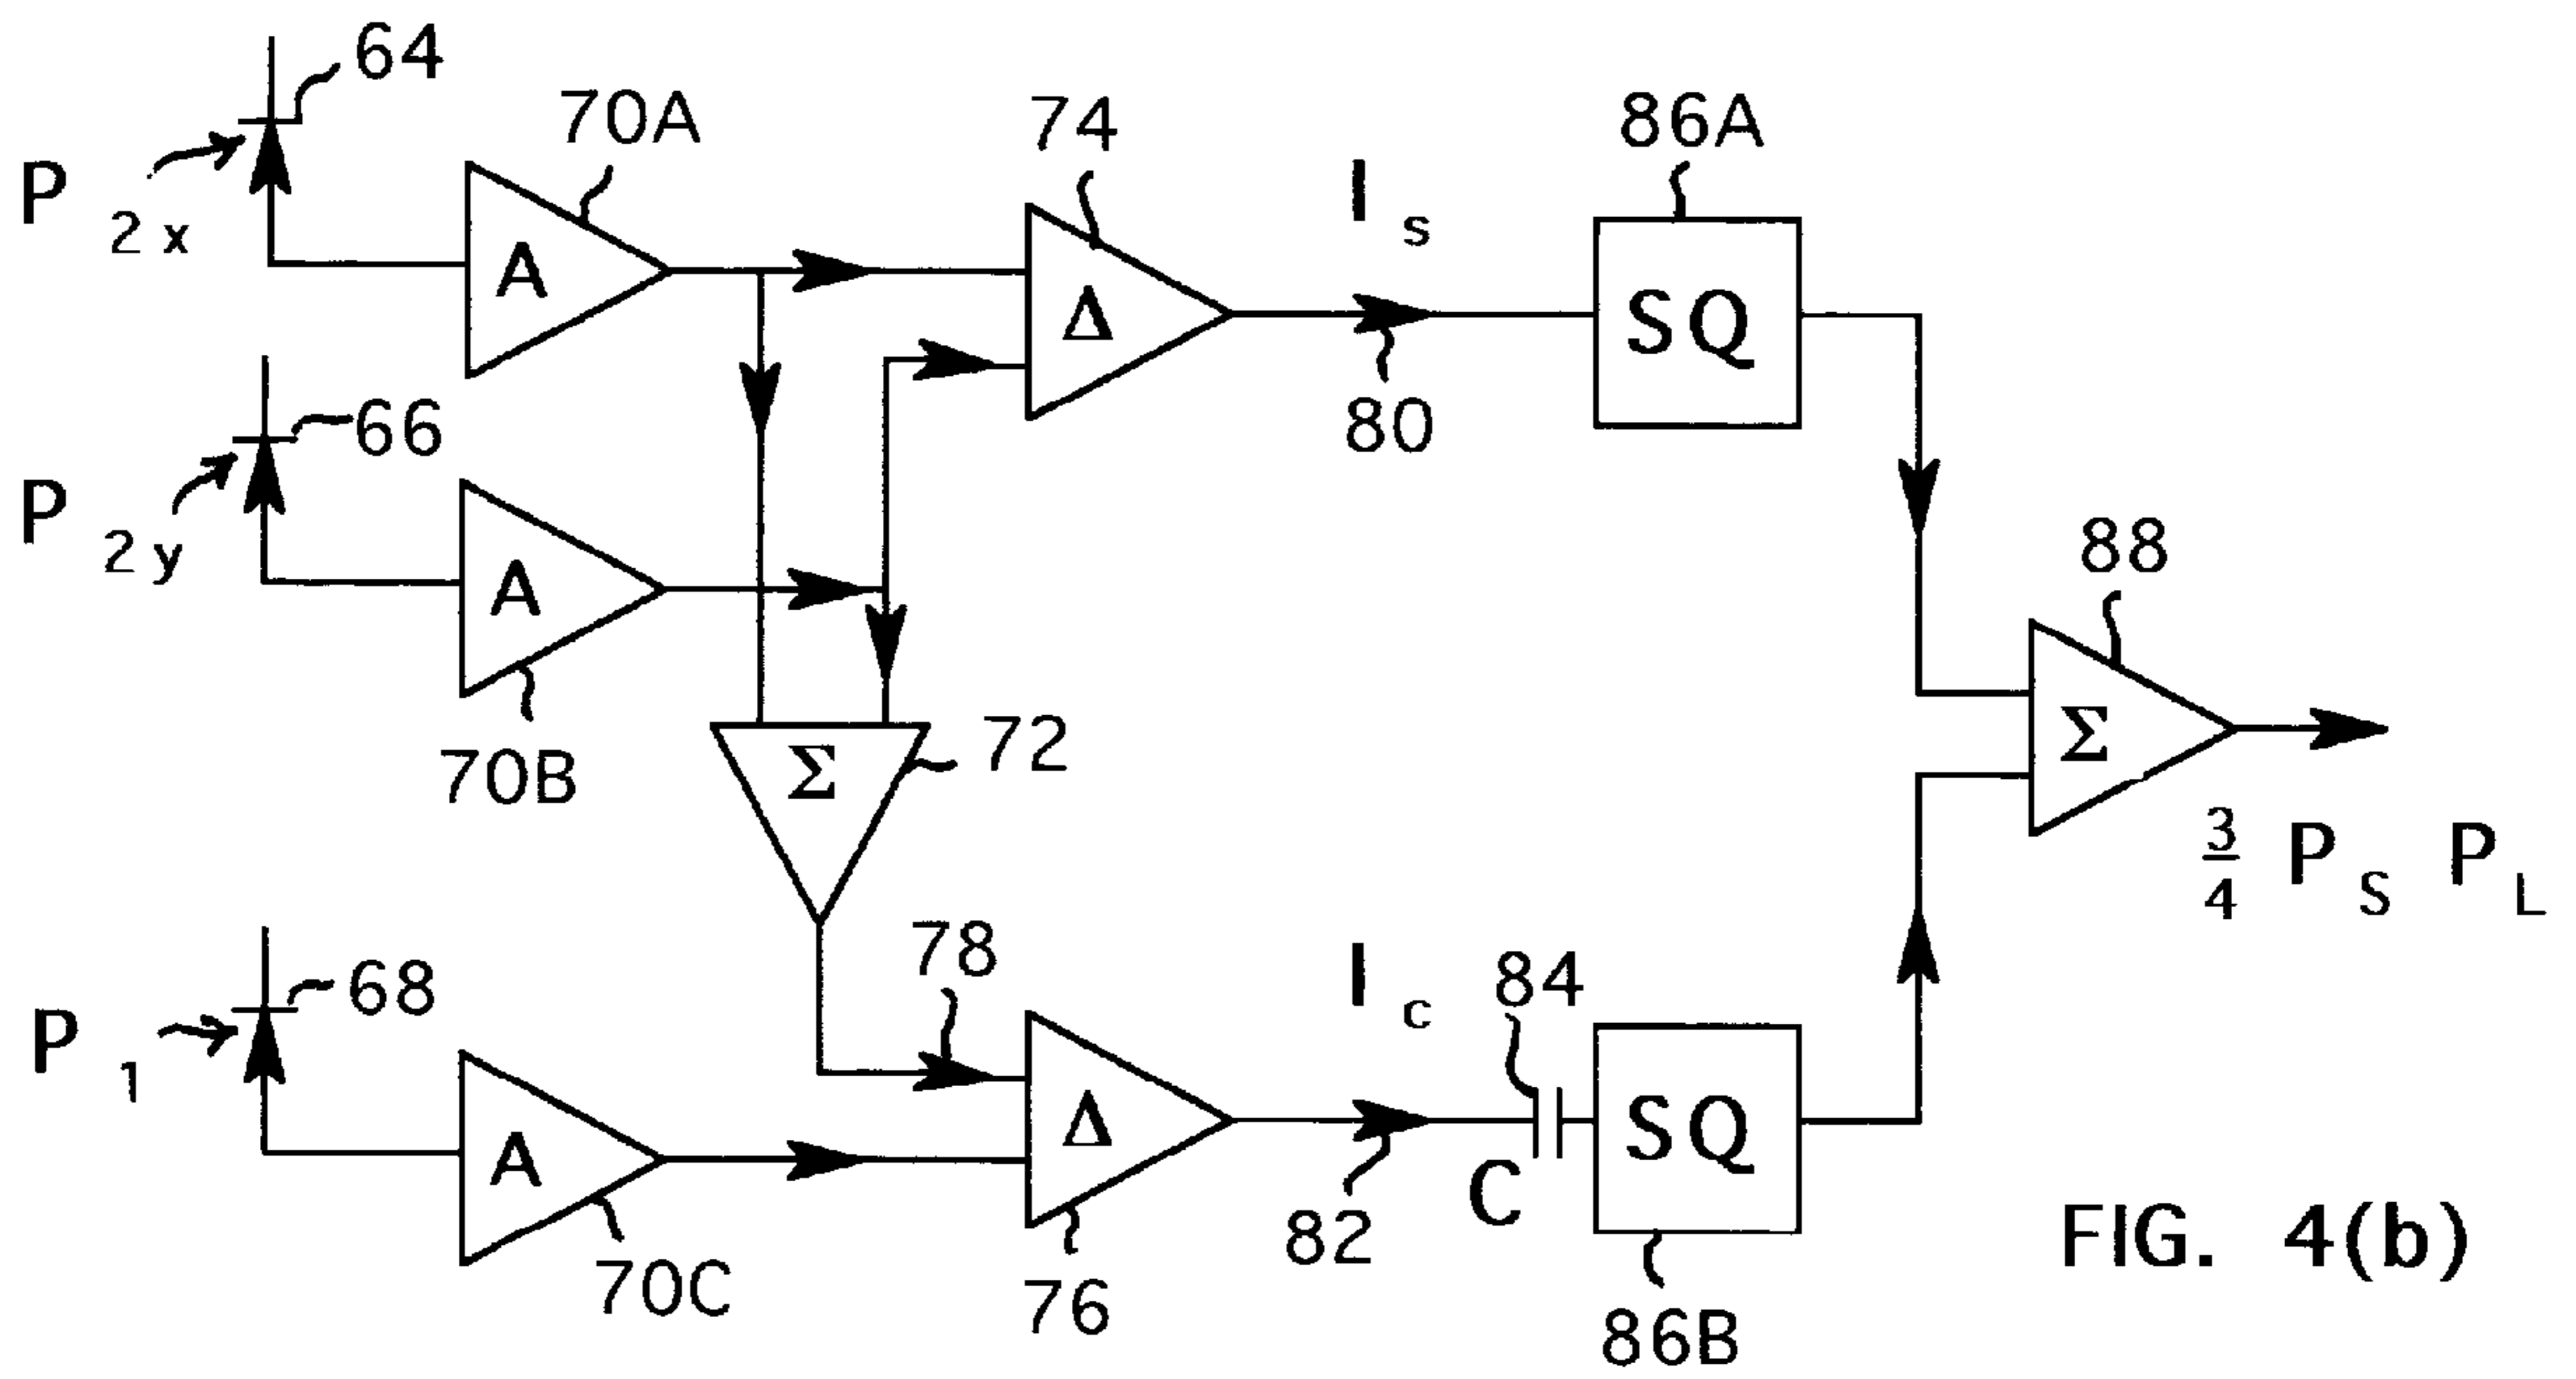 64
70A
74
86A
P 2x
A
I s
Δ
SQ
66
80
P 2y
A
88
70B
Σ
72
Σ
3/4 P S P L
68
78
I c
84
P 1
A
Δ
SQ
C
82
70C
76
86B
FIG. 4(b)